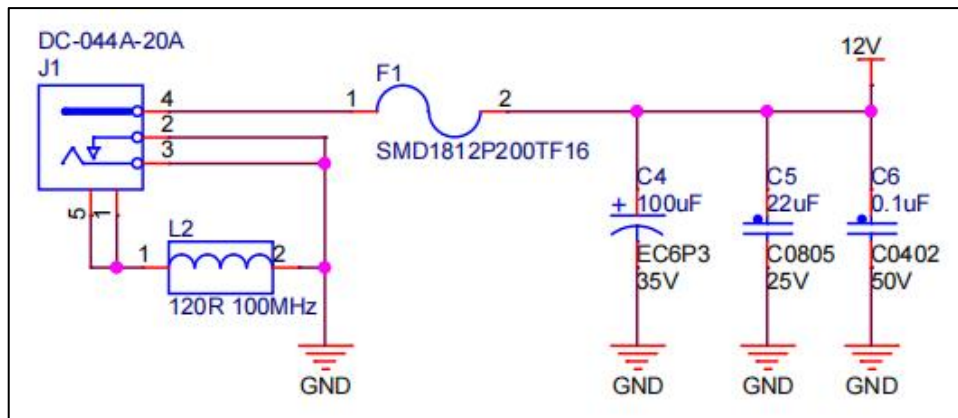 DC-044A-20A
J1
4
2
3
5
1
1
L2
2
120R 100MHz
GND
1
F1
2
SMD1812P200TF16
12V
C4
+ 100uF
EC6P3
35V
GND
C5
22uF
C0805
25V
GND
C6
0.1uF
C0402
50V
GND